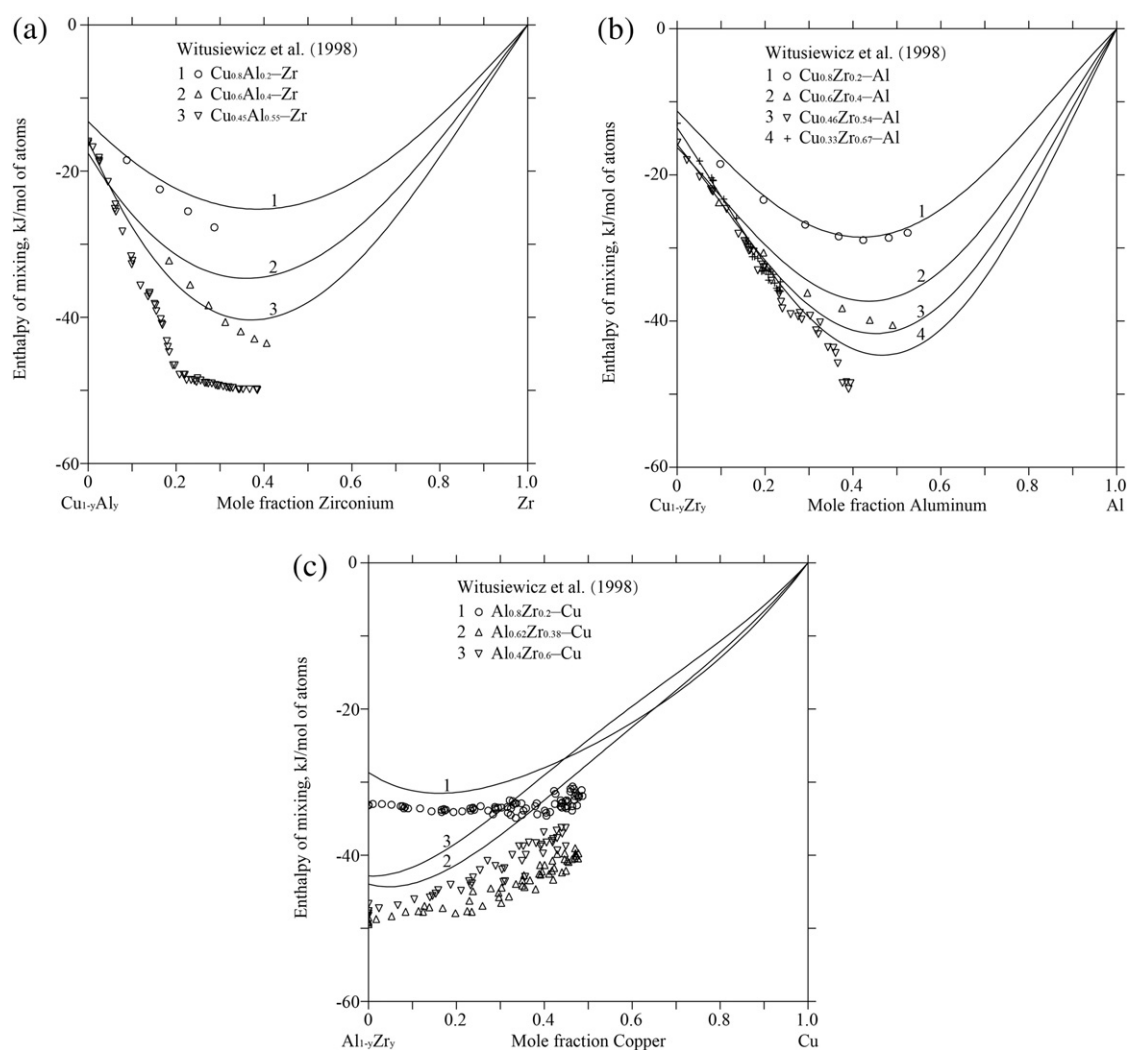 (a)
Witusiewicz et al. (1998)
1 ○ Cu0.8Al0.2–Zr
2 △ Cu0.6Al0.4–Zr
3 ▽ Cu0.45Al0.55–Zr
Enthalpy of mixing, kJ/mol of atoms
0
-20
-40
-60
1
2
3
0 0.2 0.4 0.6 0.8 1.0
Cu1-yAly Mole fraction Zirconium Zr
(b)
Witusiewicz et al. (1998)
1 ○ Cu0.8Zr0.2–Al
2 △ Cu0.6Zr0.4–Al
3 ▽ Cu0.46Zr0.54–Al
4 + Cu0.33Zr0.67–Al
Enthalpy of mixing, kJ/mol of atoms
0
-20
-40
-60
1
2
3
4
0 0.2 0.4 0.6 0.8 1.0
Cu1-yZry Mole fraction Aluminum Al
(c)
Witusiewicz et al. (1998)
1 ○ Al0.8Zr0.2–Cu
2 △ Al0.62Zr0.38–Cu
3 ▽ Al0.4Zr0.6–Cu
Enthalpy of mixing, kJ/mol of atoms
0
-20
-40
-60
1
3
2
0 0.2 0.4 0.6 0.8 1.0
Al1-yZry Mole fraction Copper Cu